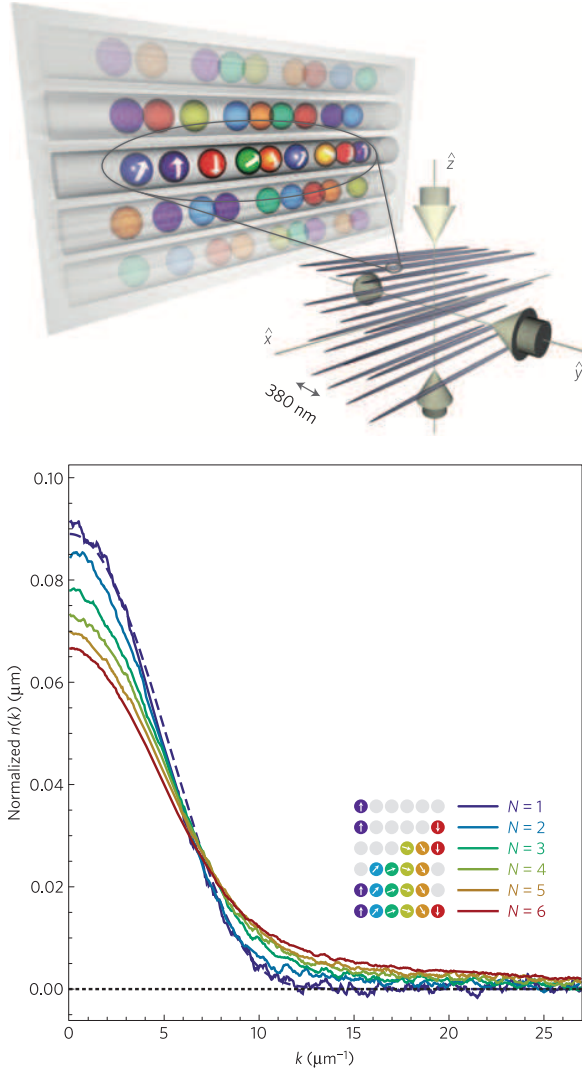 ẑ
x̂
ŷ
380 nm
0.10
0.08
0.06
0.04
0.02
0.00
Normalized n(k) (μm)
N = 1
N = 2
N = 3
N = 4
N = 5
N = 6
0 5 10 15 20 25
k (μm⁻¹)